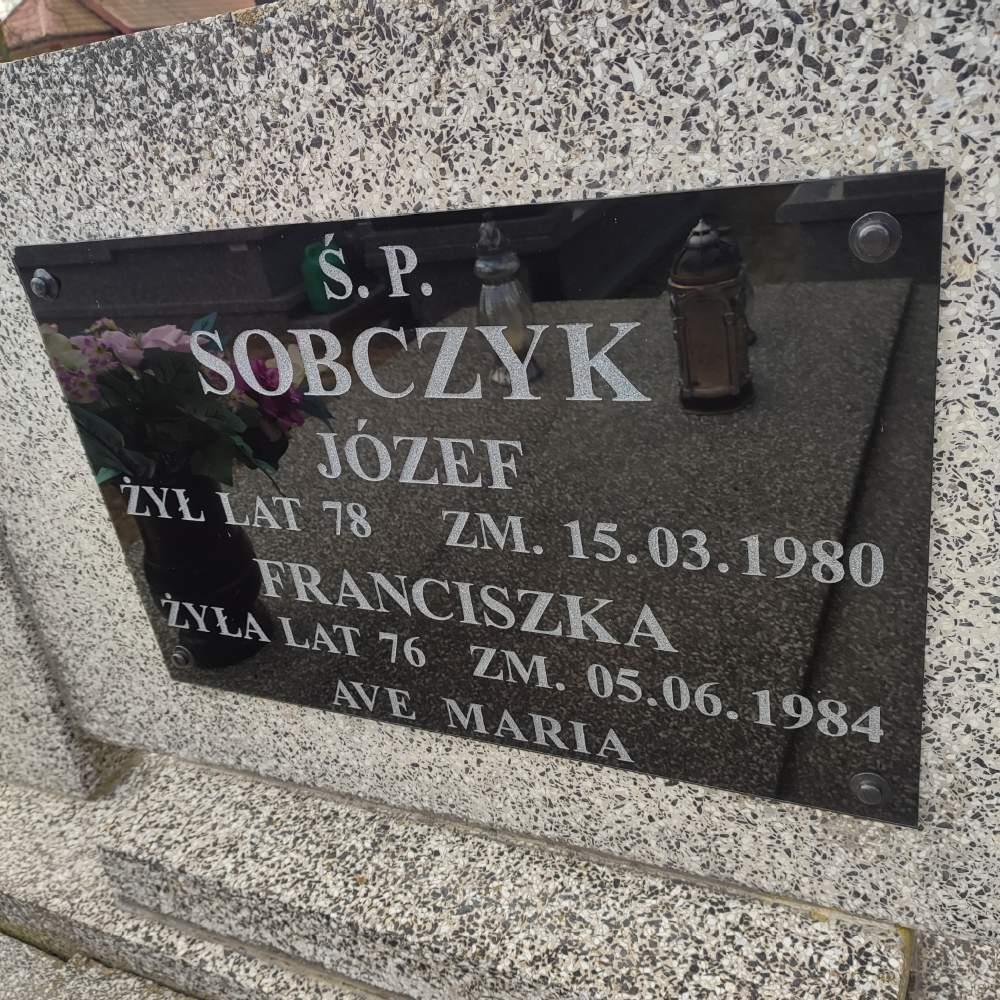 Ś. P.
SOBCZYK
JÓZEF
ŻYŁ LAT 78 ZM. 15.03.1980
FRANCISZKA
ŻYŁA LAT 76 ZM. 05.06.1984
AVE MARIA